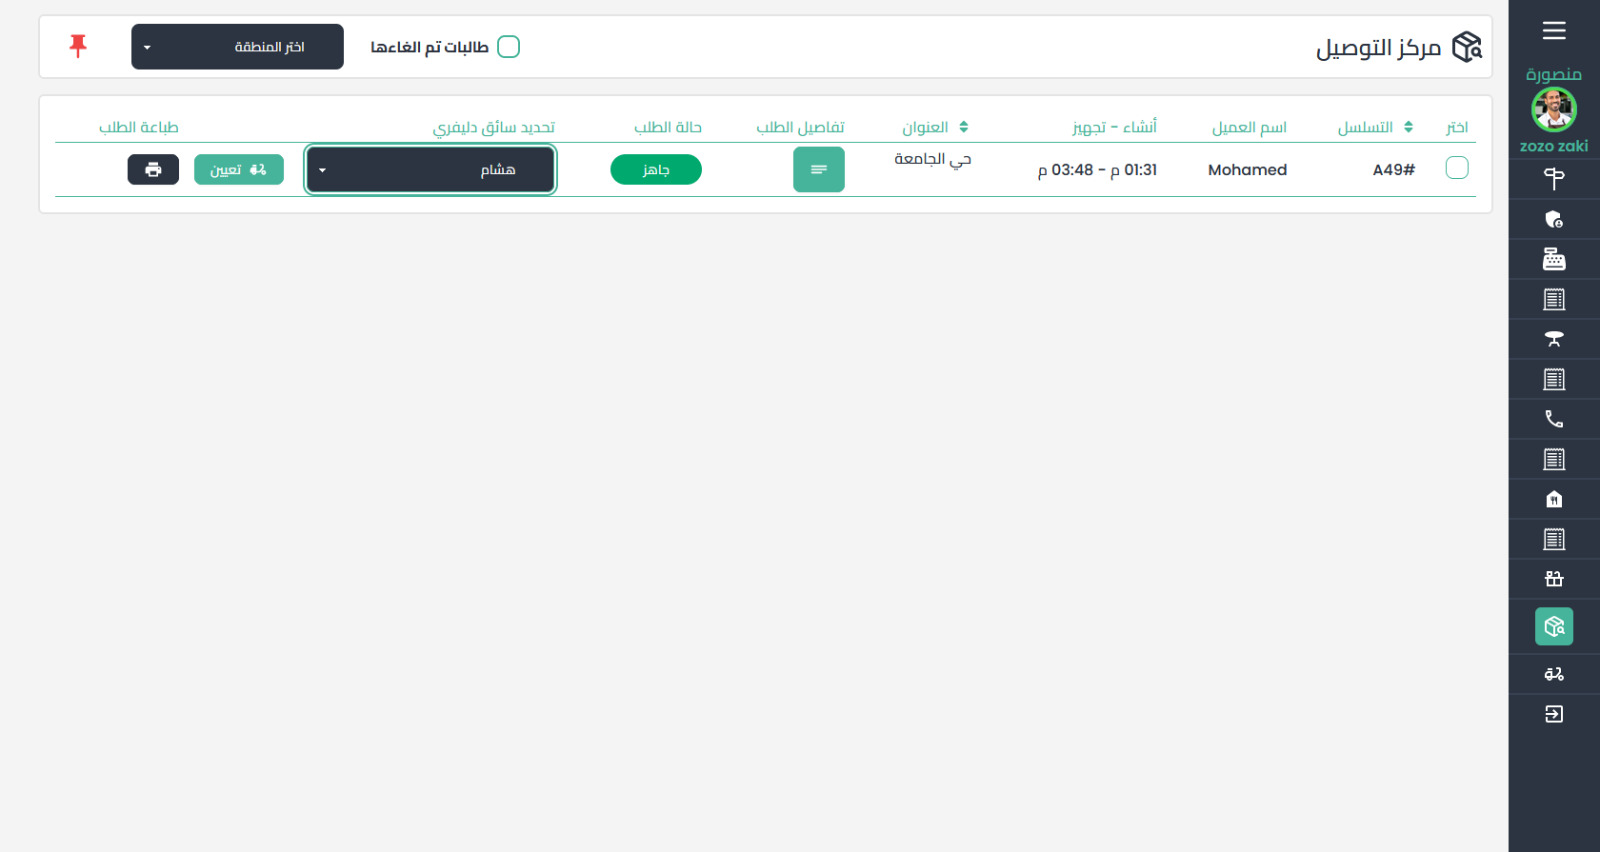 منصورة
zozo zaki
مركز التوصيل
طالبات تم الغاءها
اختر المنطقة
اختر التسلسل اسم العميل أنشاء - تجهيز العنوان تفاصيل الطلب حالة الطلب تحديد سائق دليفري طباعة الطلب
A49# Mohamed 01:31 م - 03:48 م حي الجامعة جاهز هشام تعيين